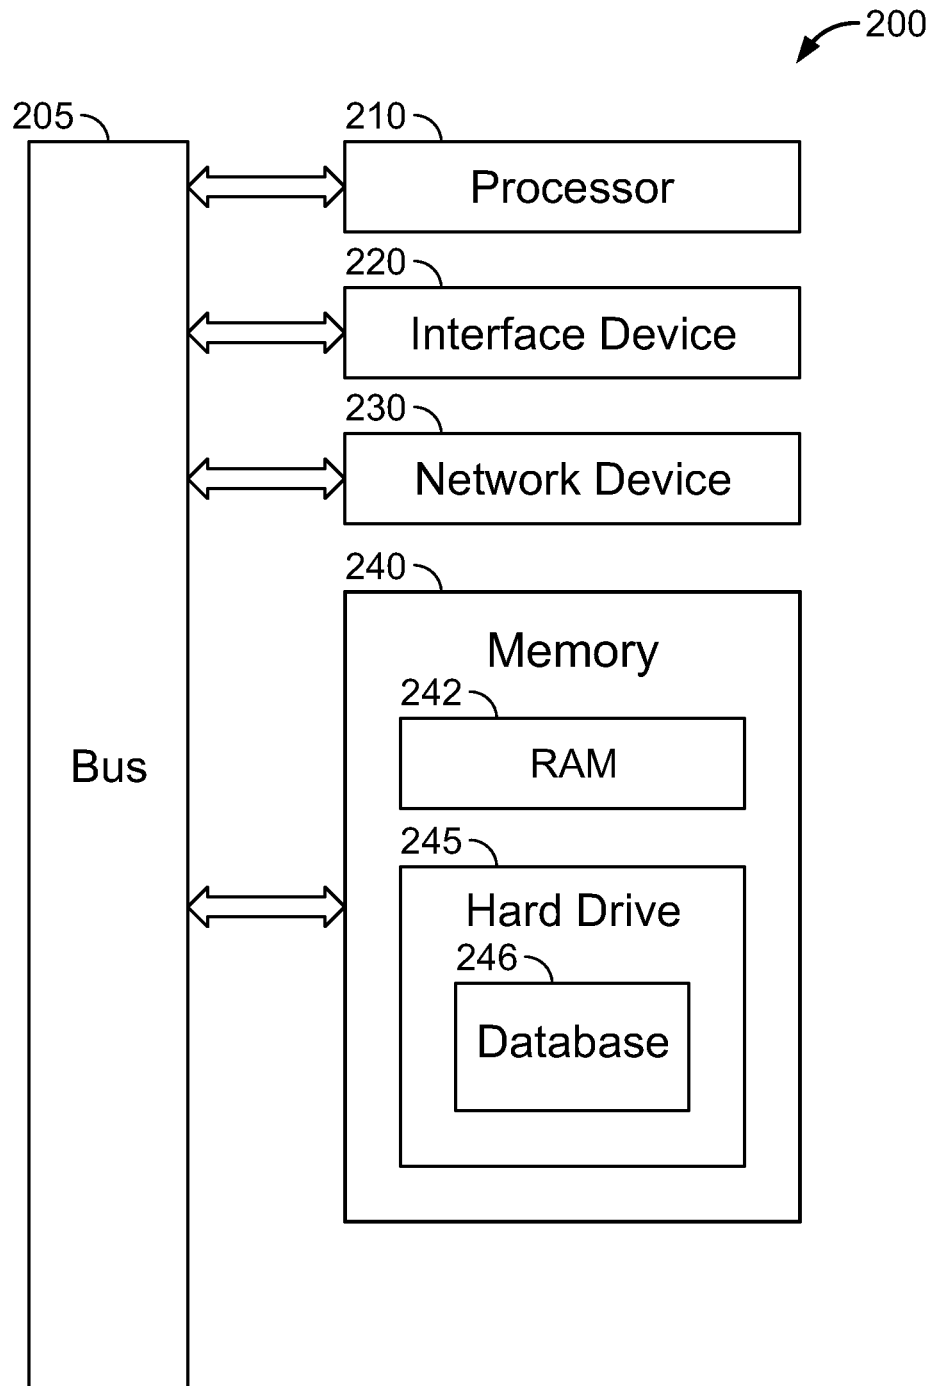 200
205
210
Processor
220
Interface Device
230
Network Device
240
Memory
242
RAM
Bus
245
Hard Drive
246
Database